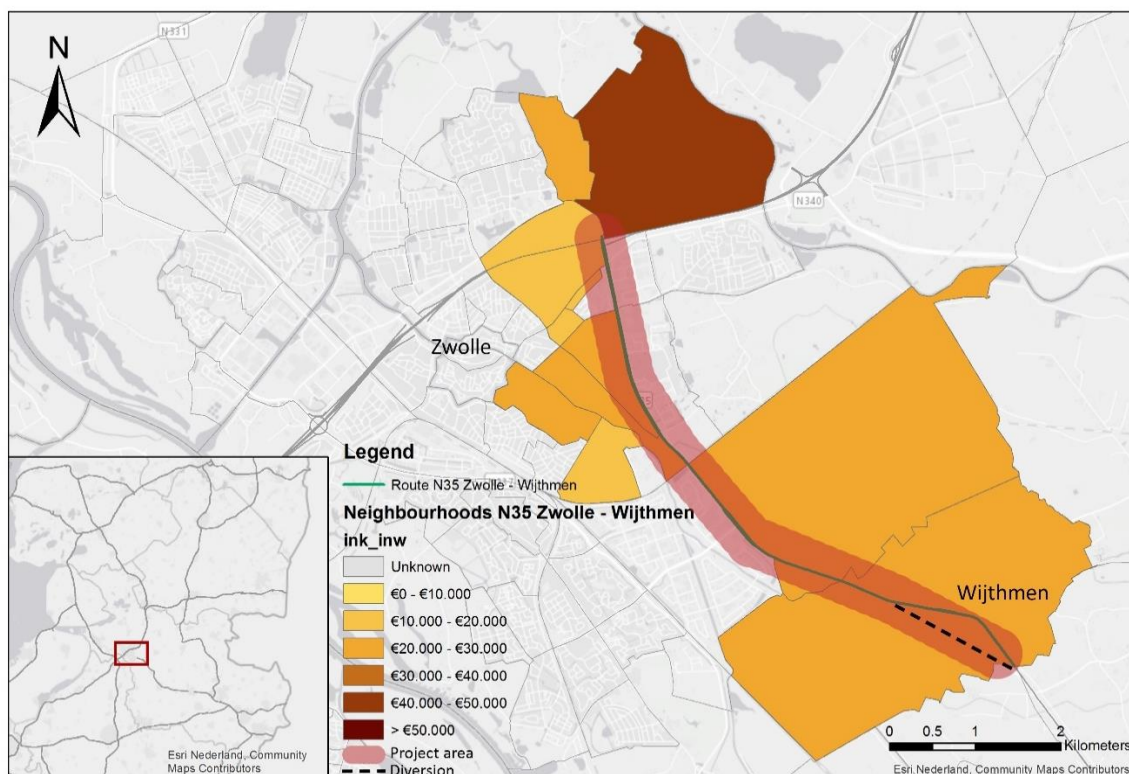 N331
N
N340
Zwolle
Legend
Route N35 Zwolle - Wijthmen
Neighbourhoods N35 Zwolle - Wijthmen
ink_inw
Unknown
€0 - €10.000
€10.000 - €20.000
€20.000 - €30.000
€30.000 - €40.000
€40.000 - €50.000
> €50.000
Project area
Diversion
Wijthmen
0 0.5 1 2
Kilometers
Esri Nederland, Community
Maps Contributors
Esri Nederland, Community Maps Contributors